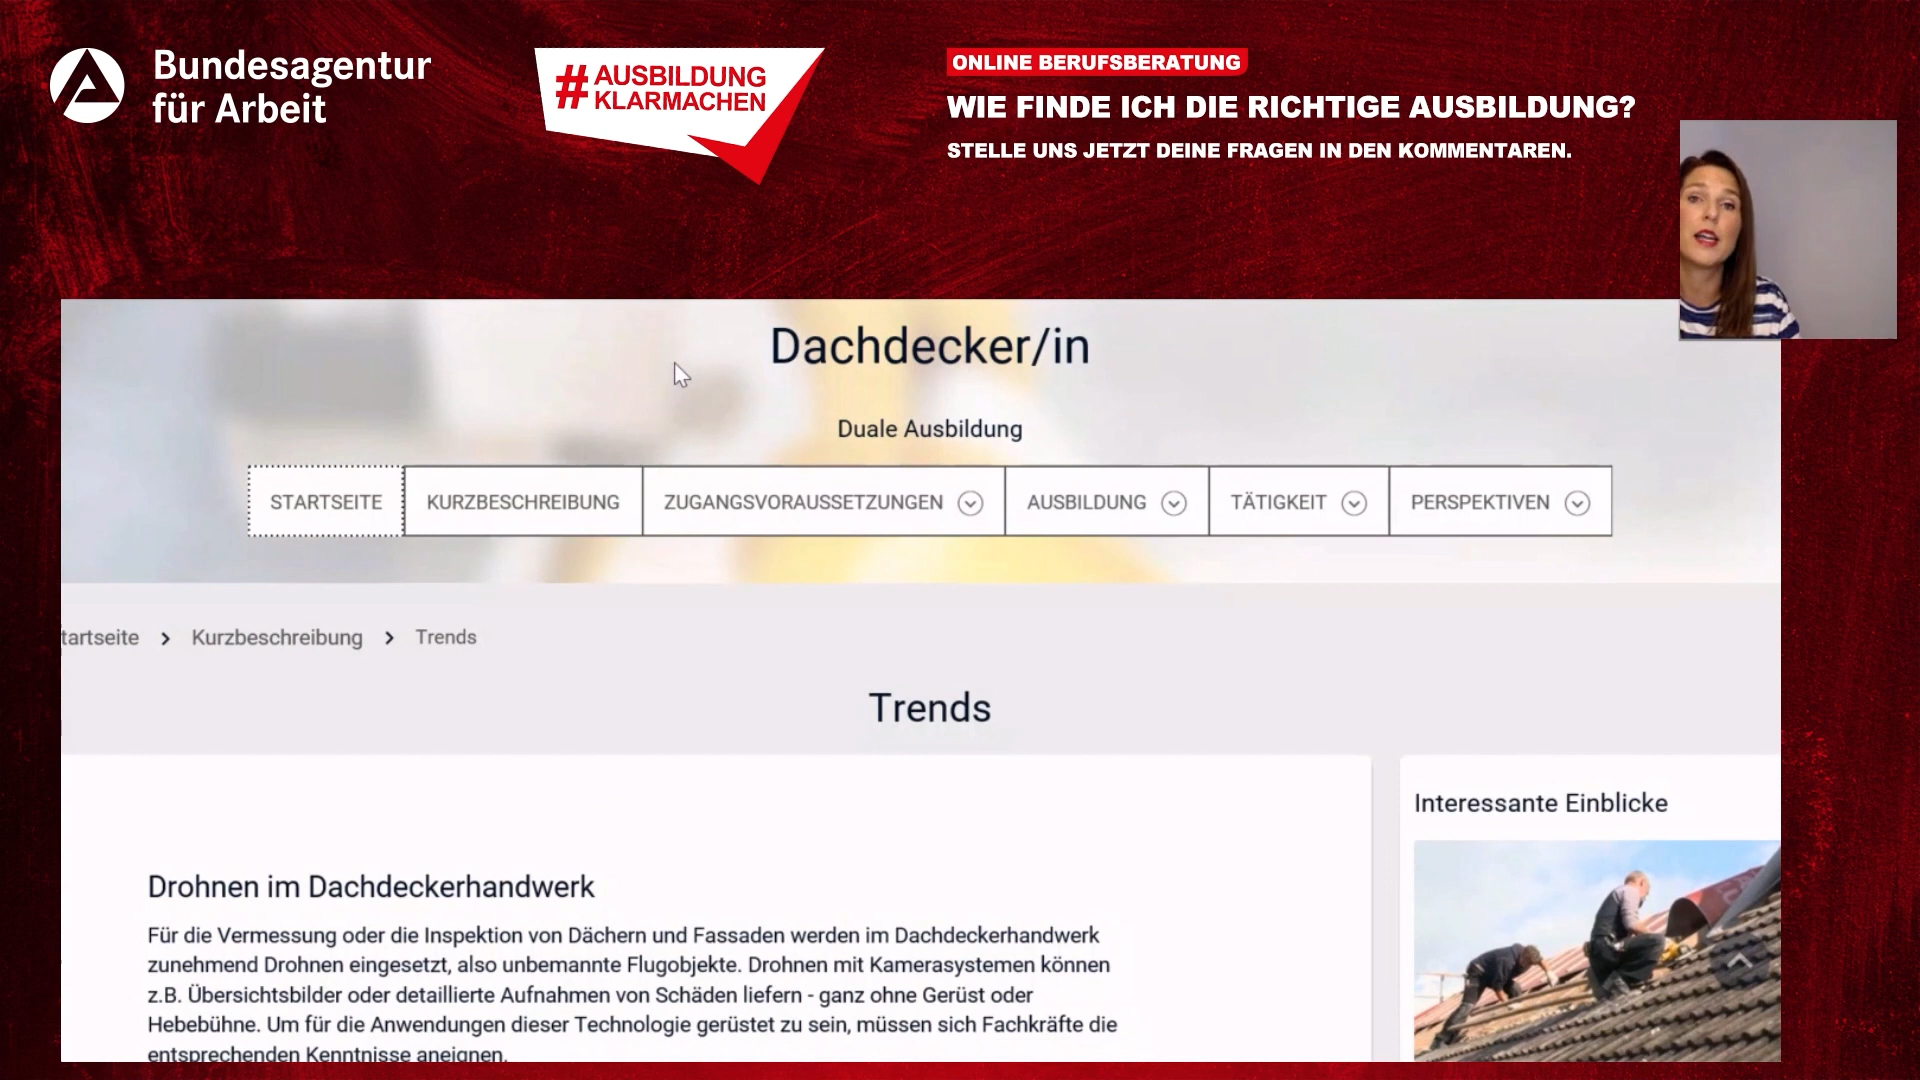 Bundesagentur
für Arbeit
#AUSBILDUNG
KLARMACHEN
ONLINE BERUFSBERATUNG
WIE FINDE ICH DIE RICHTIGE AUSBILDUNG?
STELLE UNS JETZT DEINE FRAGEN IN DEN KOMMENTAREN.
Dachdecker/in
Duale Ausbildung
STARTSEITE KURZBESCHREIBUNG ZUGANGSVORAUSSETZUNGEN AUSBILDUNG TÄTIGKEIT PERSPEKTIVEN
tartseite > Kurzbeschreibung > Trends
Trends
Interessante Einblicke
Drohnen im Dachdeckerhandwerk
Für die Vermessung oder die Inspektion von Dächern und Fassaden werden im Dachdeckerhandwerk
zunehmend Drohnen eingesetzt, also unbemannte Flugobjekte. Drohnen mit Kamerasystemen können
z.B. Übersichtsbilder oder detaillierte Aufnahmen von Schäden liefern - ganz ohne Gerüst oder
Hebebühne. Um für die Anwendungen dieser Technologie gerüstet zu sein, müssen sich Fachkräfte die
entsprechenden Kenntnisse aneignen.